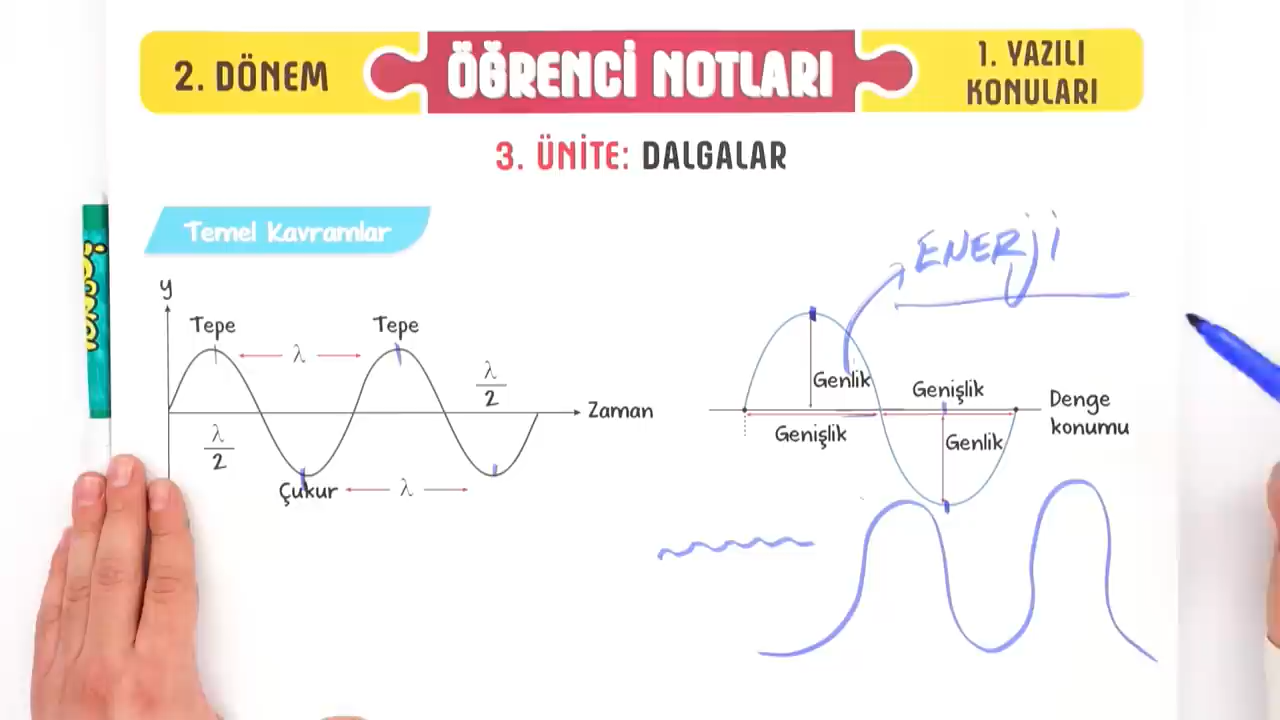 2. DÖNEM
ÖĞRENCİ NOTLARI
1. YAZILI
KONULARI
3. ÜNİTE: DALGALAR
Temel Kavramlar
y
Tepe
λ
Tepe
λ
2
Zaman
λ
2
Çukur
λ
ENERJİ
Genlik
Genişlik
Denge
konumu
Genişlik
Genlik